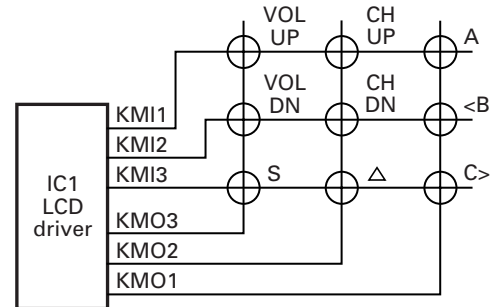 VOL UP
CH UP
A
VOL DN
CH DN
<B
S
△
C>
KMI1
KMI2
KMI3
KMO3
KMO2
KMO1
IC1
LCD
driver